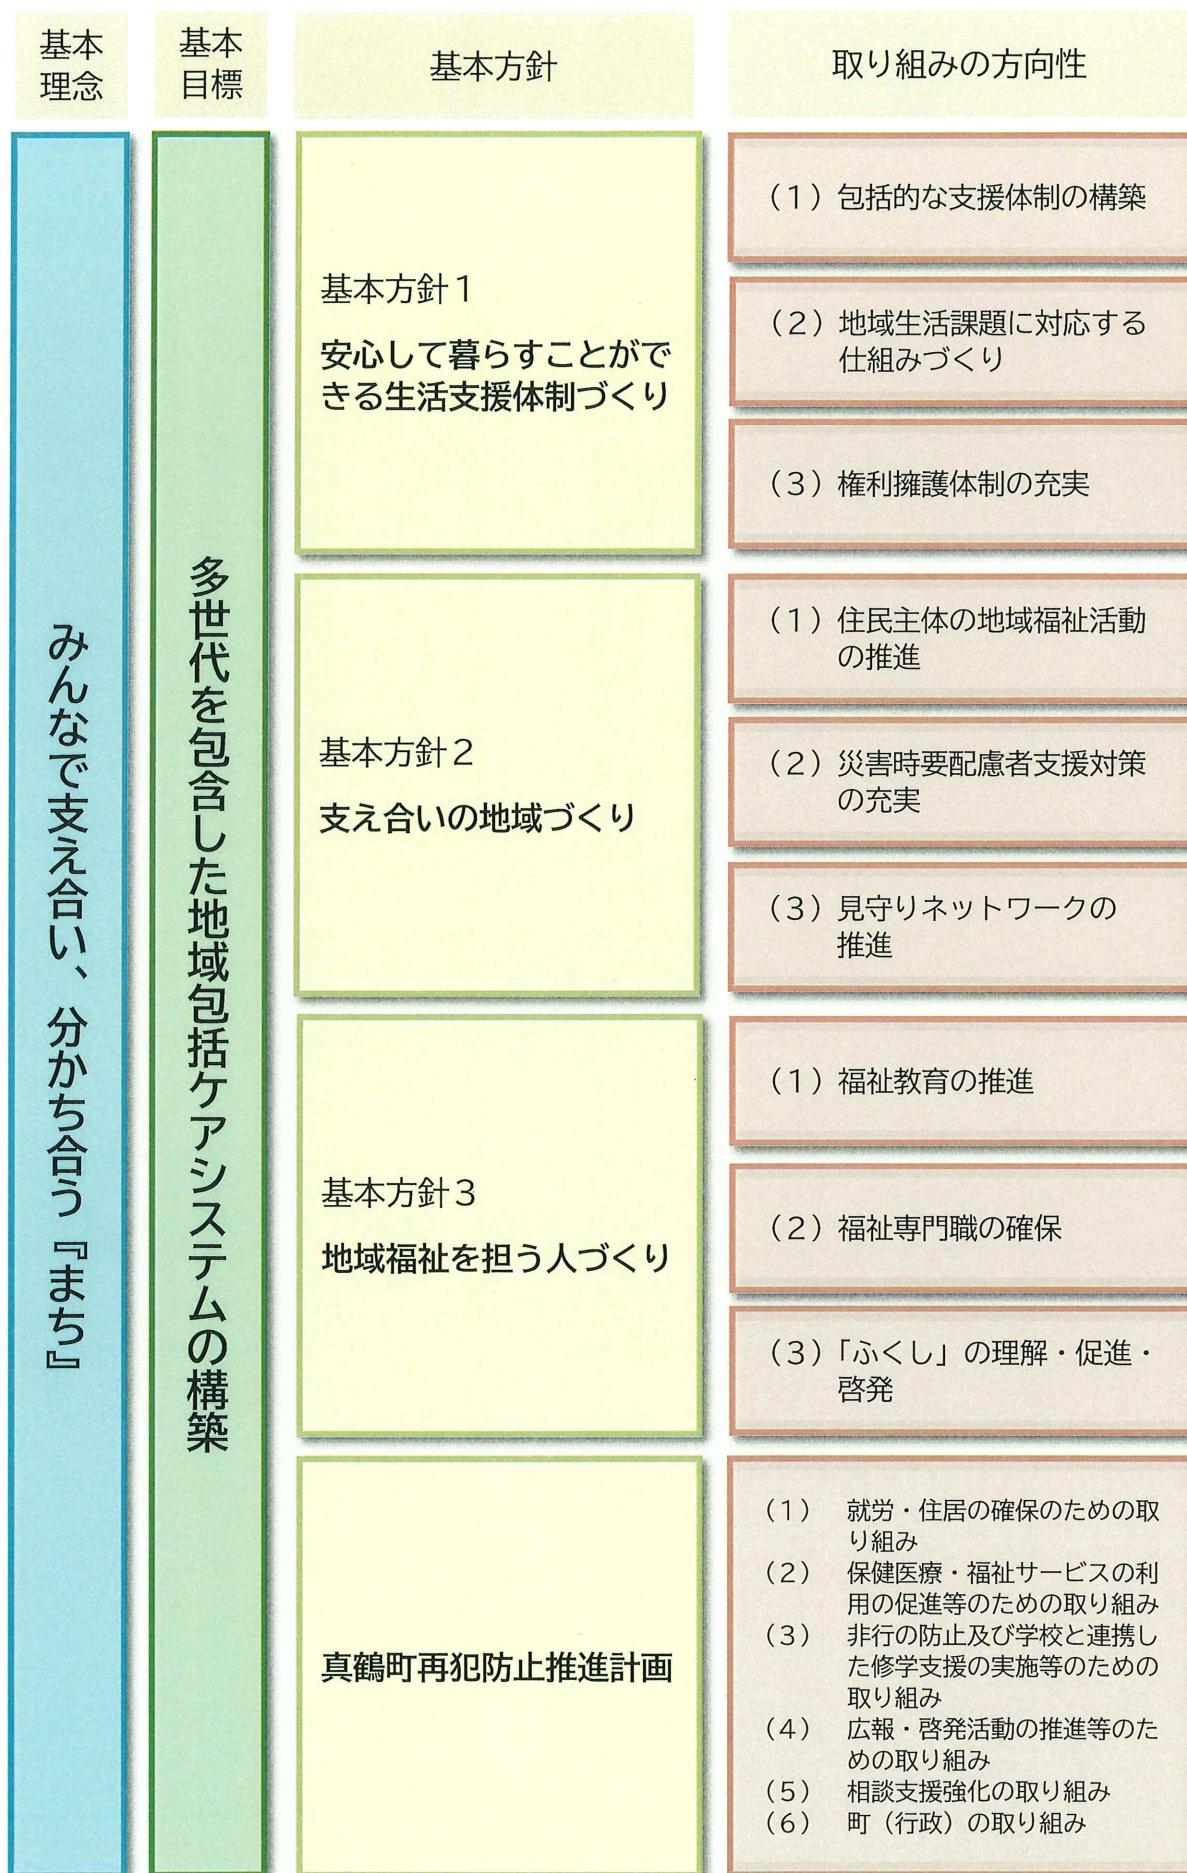 基本
理念
基本
目標
基本方針
取り組みの方向性
みんなで支え合い、分かち合う『まち』
多世代を包含した地域包括ケアシステムの構築
基本方針１
安心して暮らすことがで
きる生活支援体制づくり
（１）包括的な支援体制の構築
（２）地域生活課題に対応する
仕組みづくり
（３）権利擁護体制の充実
基本方針２
支え合いの地域づくり
（１）住民主体の地域福祉活動
の推進
（２）災害時要配慮者支援対策
の充実
（３）見守りネットワークの
推進
基本方針３
地域福祉を担う人づくり
（１）福祉教育の推進
（２）福祉専門職の確保
（３）「ふくし」の理解・促進・
啓発
真鶴町再犯防止推進計画
（１）　就労・住居の確保のための取
り組み
（２）　保健医療・福祉サービスの利
用の促進等のための取り組み
（３）　非行の防止及び学校と連携し
た修学支援の実施等のための
取り組み
（４）　広報・啓発活動の推進等のた
めの取り組み
（５）　相談支援強化の取り組み
（６）　町（行政）の取り組み